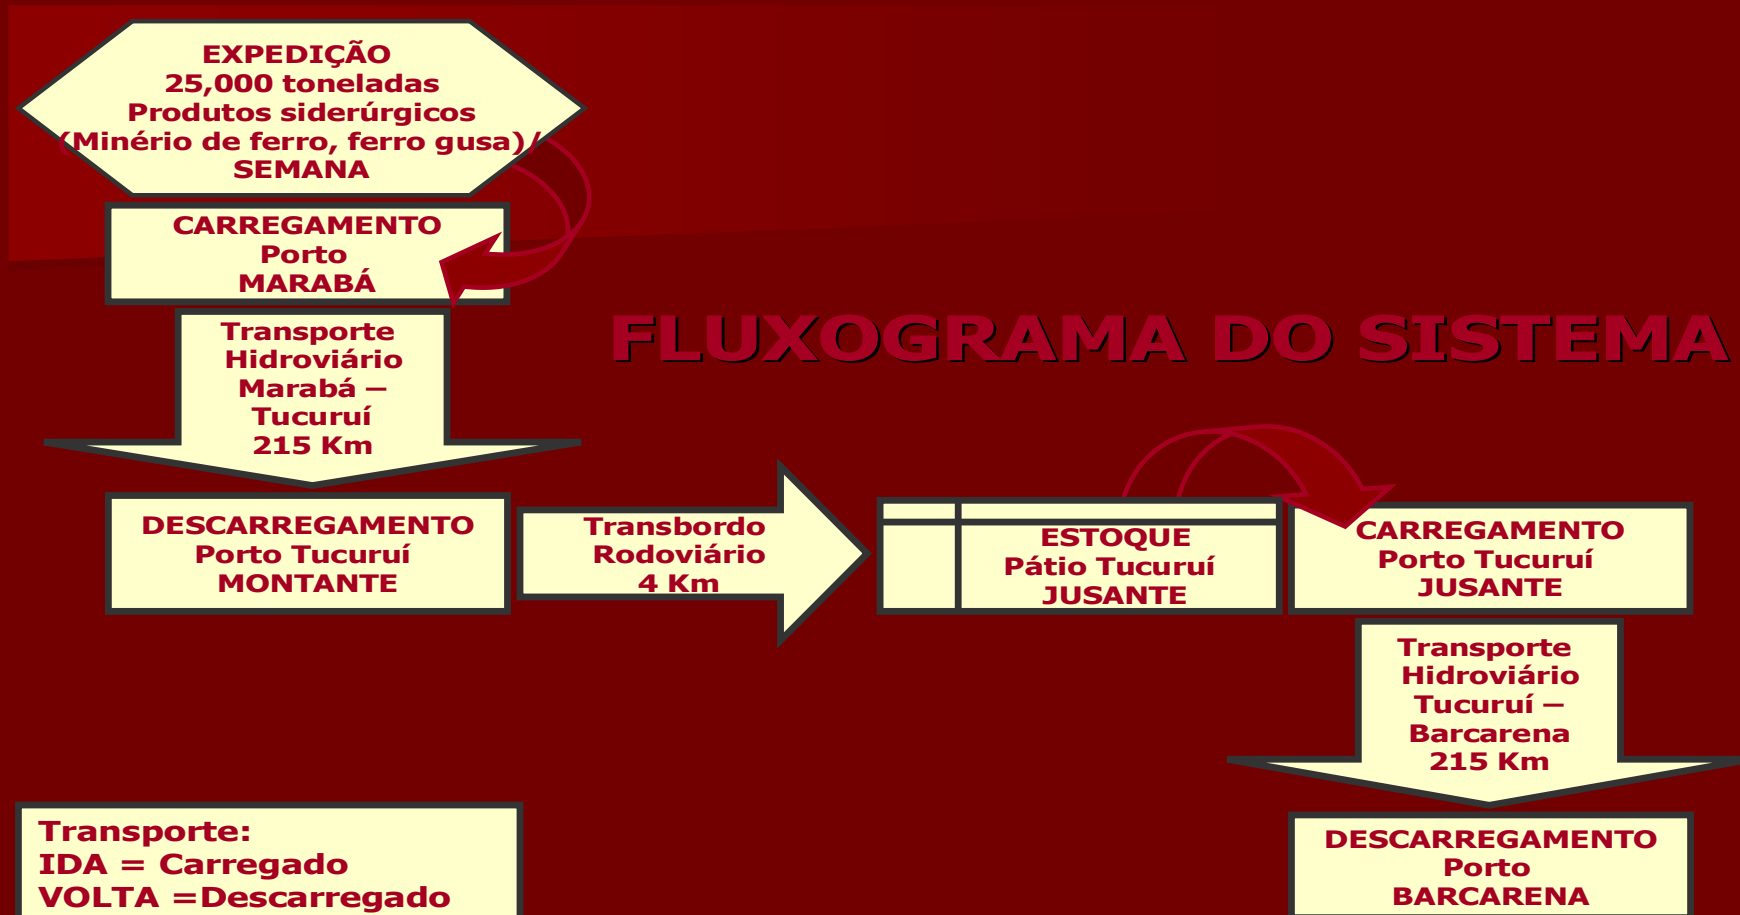 EXPEDIÇÃO
25,000 toneladas
Produtos siderúrgicos
(Minério de ferro, ferro gusa)/
SEMANA
CARREGAMENTO
Porto
MARABÁ
Transporte
Hidroviário
Marabá –
Tucuruí
215 Km
FLUXOGRAMA DO SISTEMA
DESCARREGAMENTO
Porto Tucuruí
MONTANTE
Transbordo
Rodoviário
4 Km
ESTOQUE
Pátio Tucuruí
JUSANTE
CARREGAMENTO
Porto Tucuruí
JUSANTE
Transporte
Hidroviário
Tucuruí –
Barcarena
215 Km
DESCARREGAMENTO
Porto
BARCARENA
Transporte:
IDA = Carregado
VOLTA =Descarregado